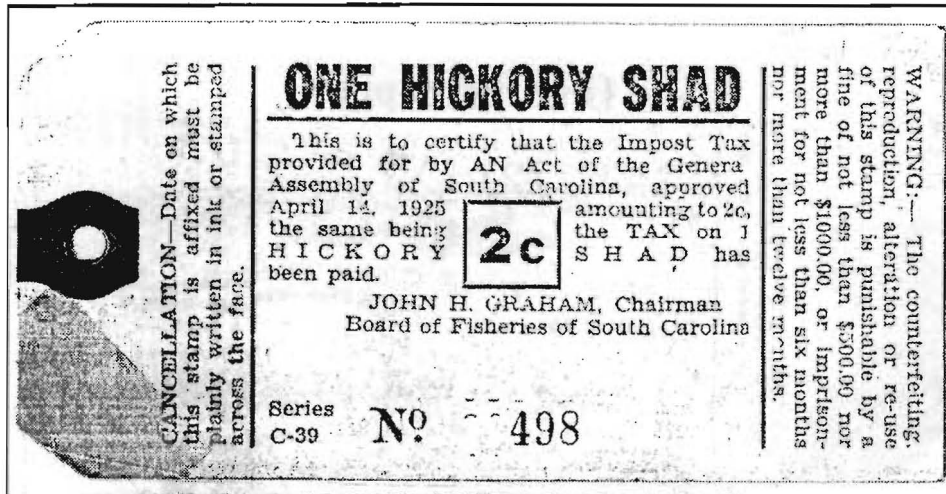 CANCELLATION—Date on which
this stamp is affixed must be
plainly written in ink or stamped
across the face.
ONE HICKORY SHAD
This is to certify that the Impost Tax
provided for by AN Act of the Genera
Assembly of South Carolina, approved
April 14, 1925 amounting to 2c,
the same being the TAX on 1
HICKORY SHAD has
been paid.
2c
JOHN H. GRAHAM, Chairman
Board of Fisheries of South Carolina
Series
C-39
No. 498
WARNING.— The counterfeiting,
reproduction, alteration or re-use
of this stamp is punishable by a
fine of not less than $500.00 nor
more than $1000.00, or imprison-
ment for not less than six months
nor more than twelve months.